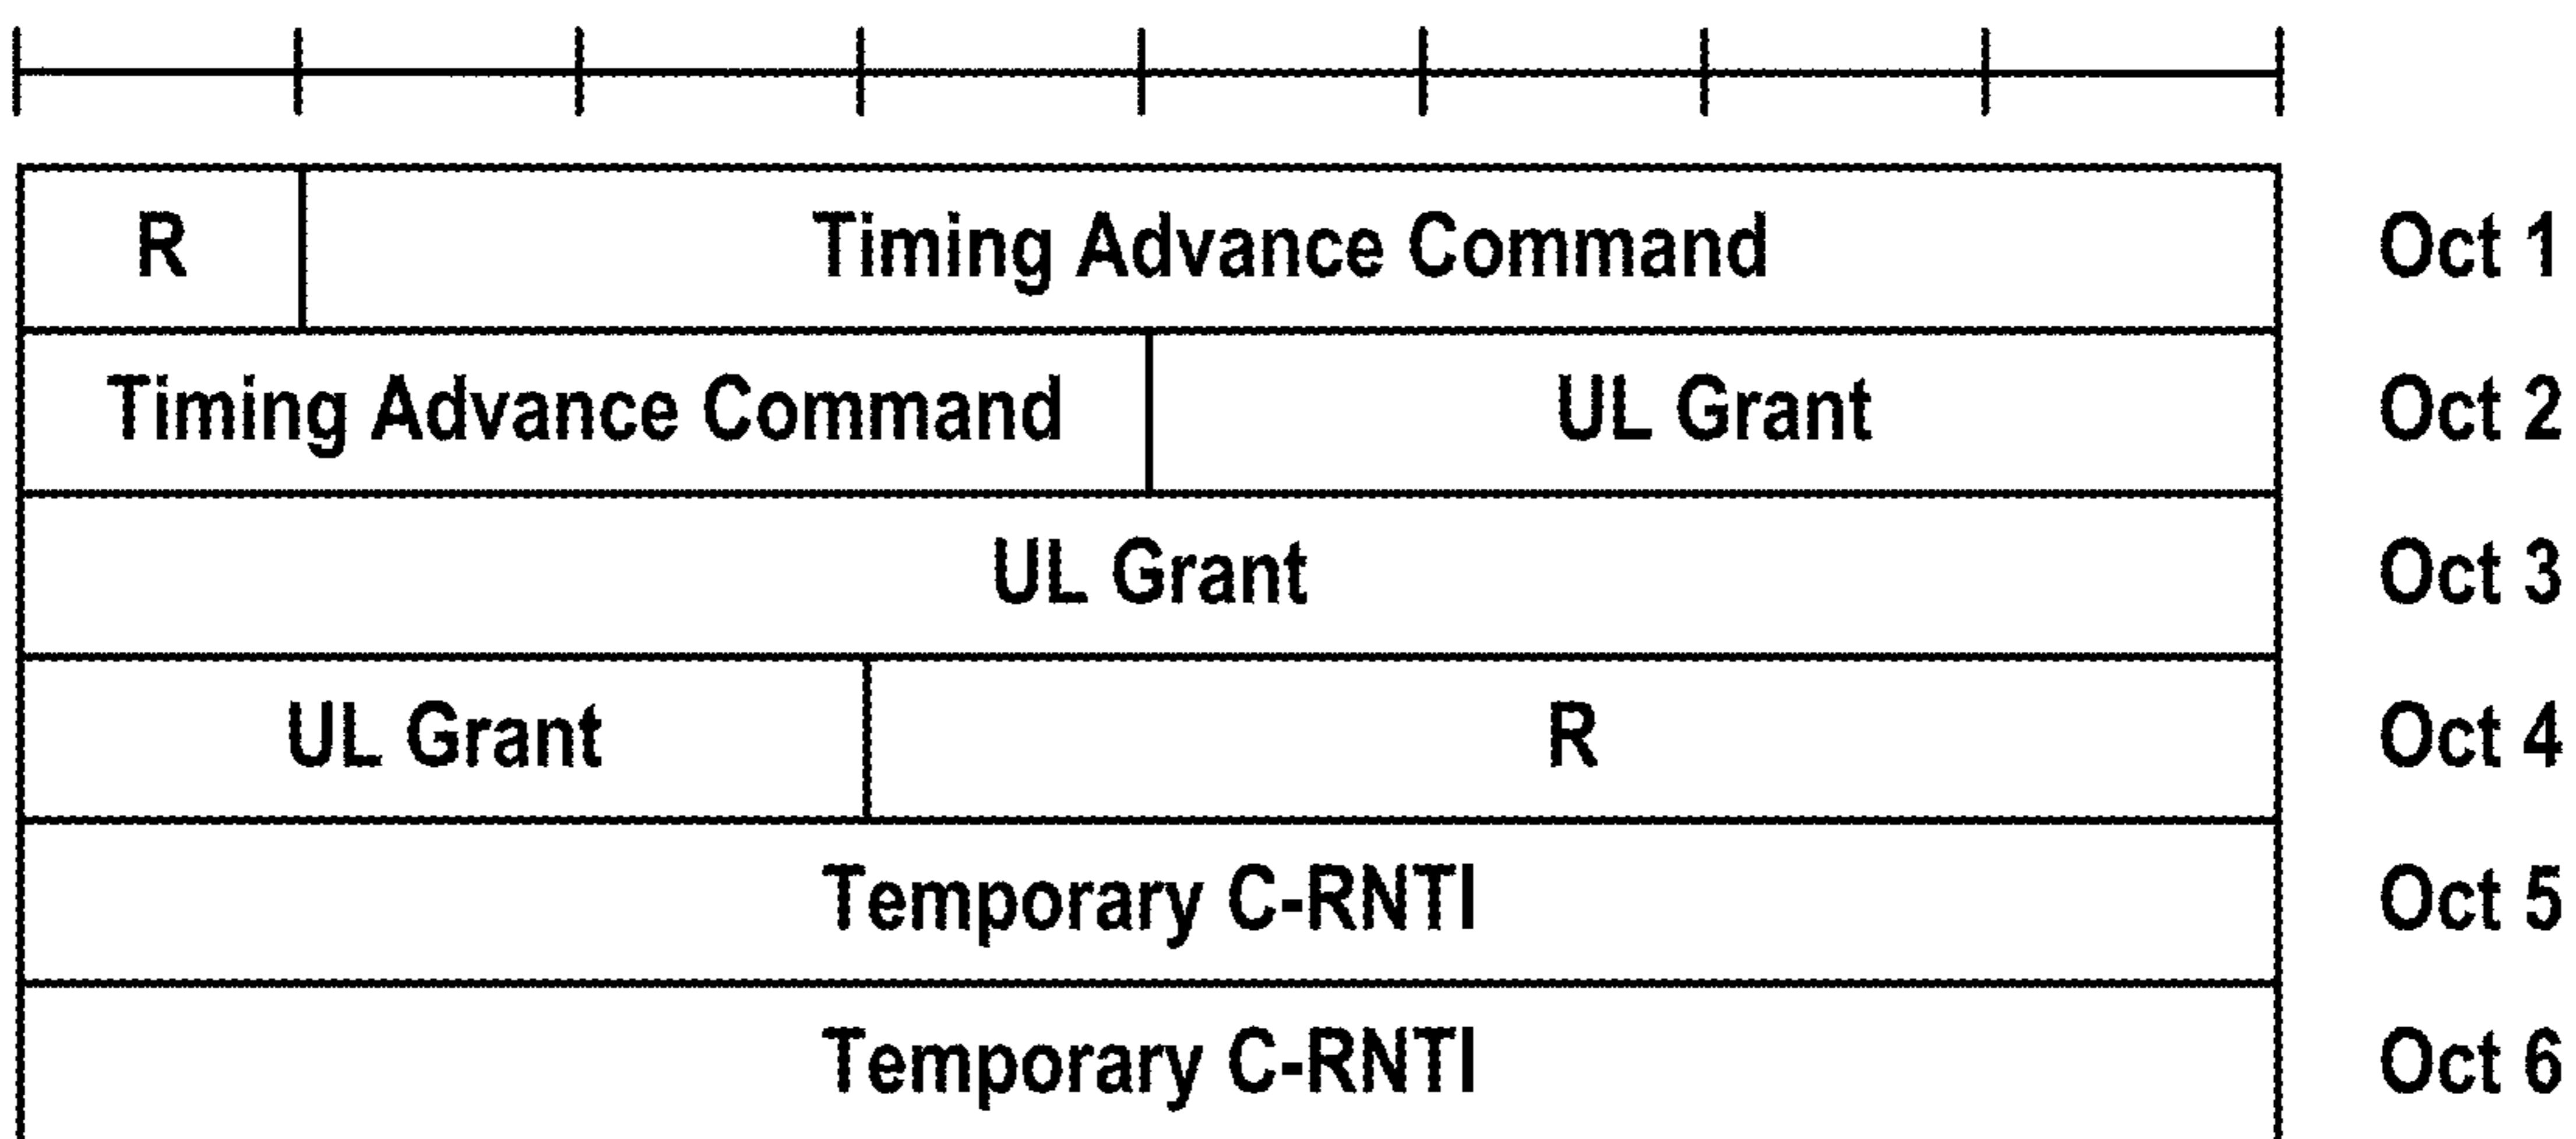 R Timing Advance Command Oct 1
Timing Advance Command UL Grant Oct 2
UL Grant Oct 3
UL Grant R Oct 4
Temporary C-RNTI Oct 5
Temporary C-RNTI Oct 6